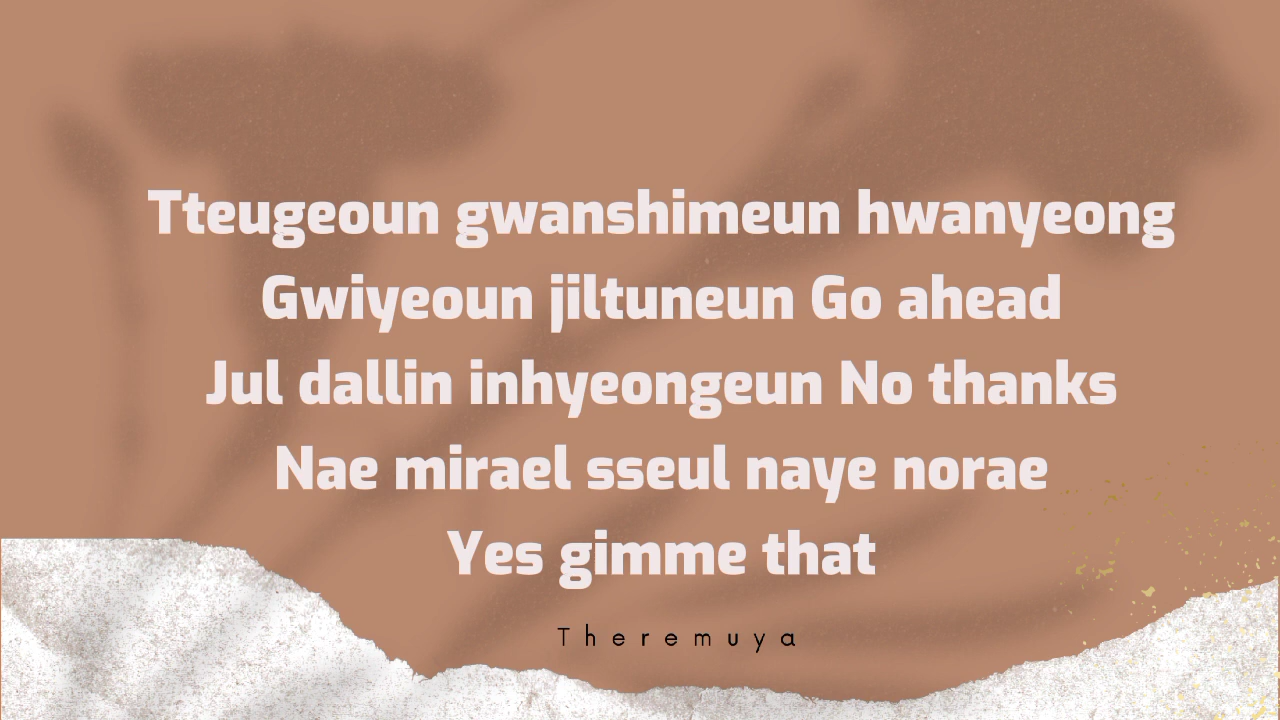 Tteugeoun gwanshimeun hwanyeong
Gwiyeoun jiltuneun Go ahead
Jul dallin inhyeongeun No thanks
Nae mirael sseul naye norae
Yes gimme that
Theremuya